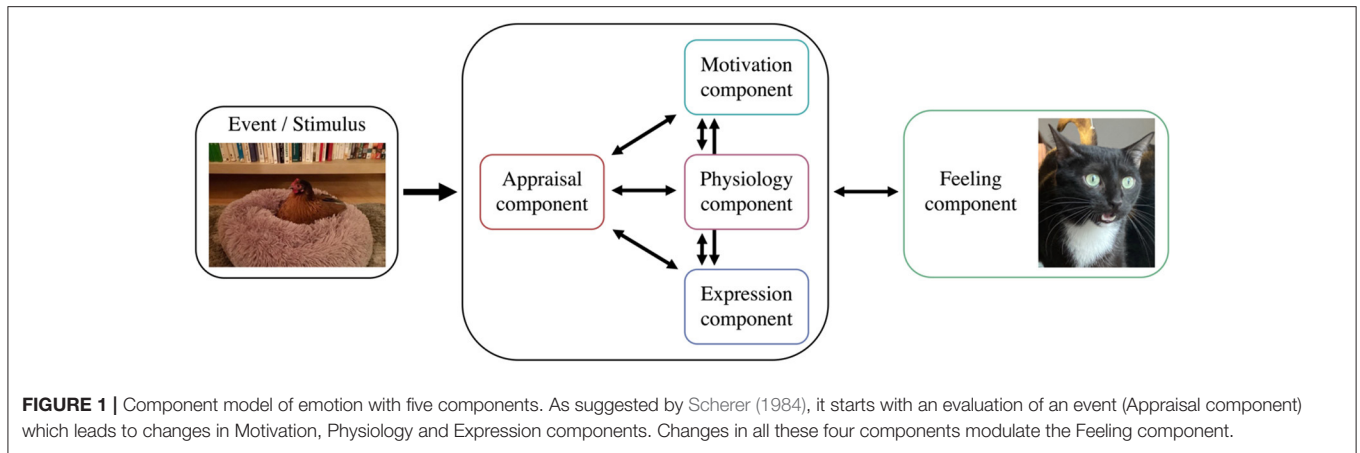 Event / Stimulus
Appraisal
component
Motivation
component
Physiology
component
Expression
component
Feeling
component
FIGURE 1 | Component model of emotion with five components. As suggested by Scherer (1984), it starts with an evaluation of an event (Appraisal component)
which leads to changes in Motivation, Physiology and Expression components. Changes in all these four components modulate the Feeling component.